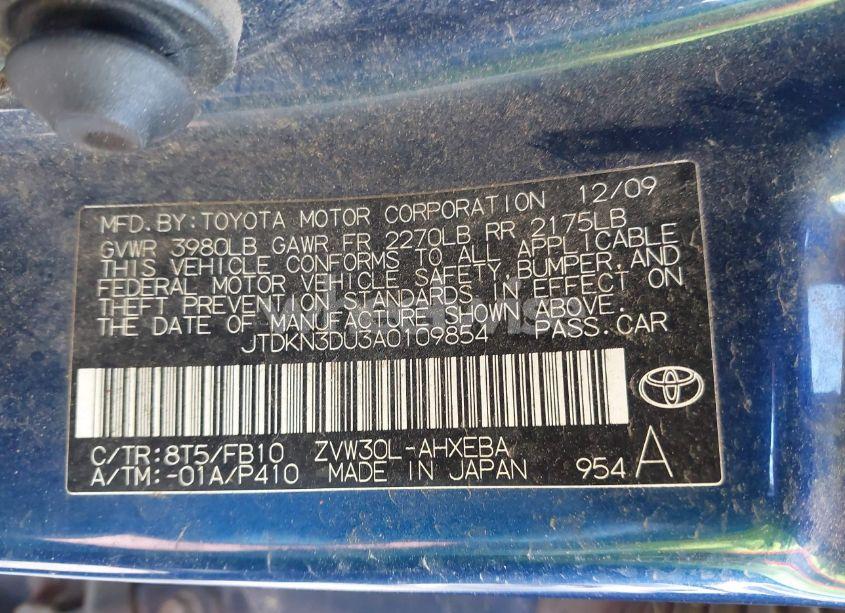 MFD.BY:TOYOTA MOTOR CORPORATION 12/09
GVWR 3980LB GAWR FR 2270LB RR 2175LB
THIS VEHICLE CONFORMS TO ALL APPLICABLE
FEDERAL MOTOR VEHICLE SAFETY, BUMPER, AND
THEFT PREVENTION STANDARDS IN EFFECT ON
THE DATE OF MANUFACTURE SHOWN ABOVE.
JTDKN3DU3A0109854 PASS.CAR
C/TR:8T5/FB10 ZVW30L-AHXEBA
A/TM:-01A/P410 MADE IN JAPAN 954 A